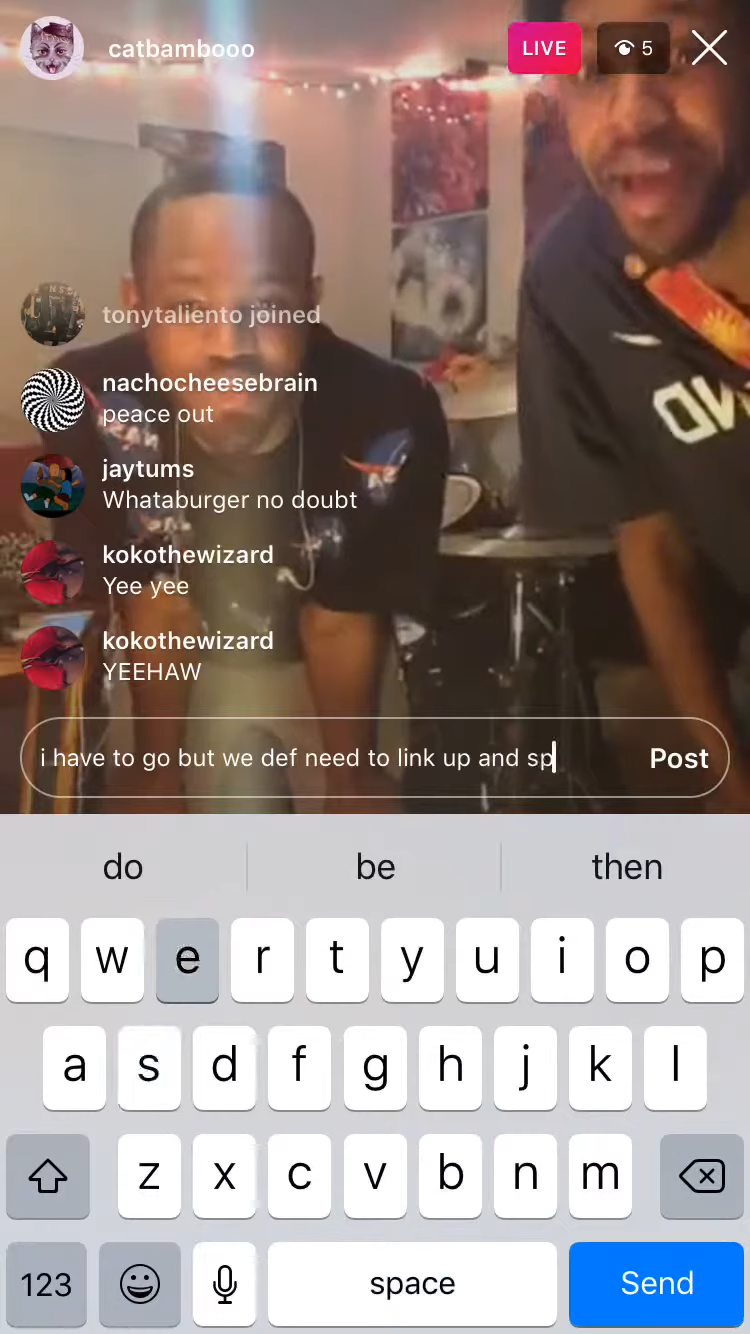 catbambooo
LIVE
5
tonytaliento joined
nachocheesebrain
peace out
jaytums
Whataburger no doubt
kokothewizard
Yee yee
kokothewizard
YEEHAW
i have to go but we def need to link up and sp
Post
do be then
q w e r t y u i o p
a s d f g h j k l
z x c v b n m
123 space Send